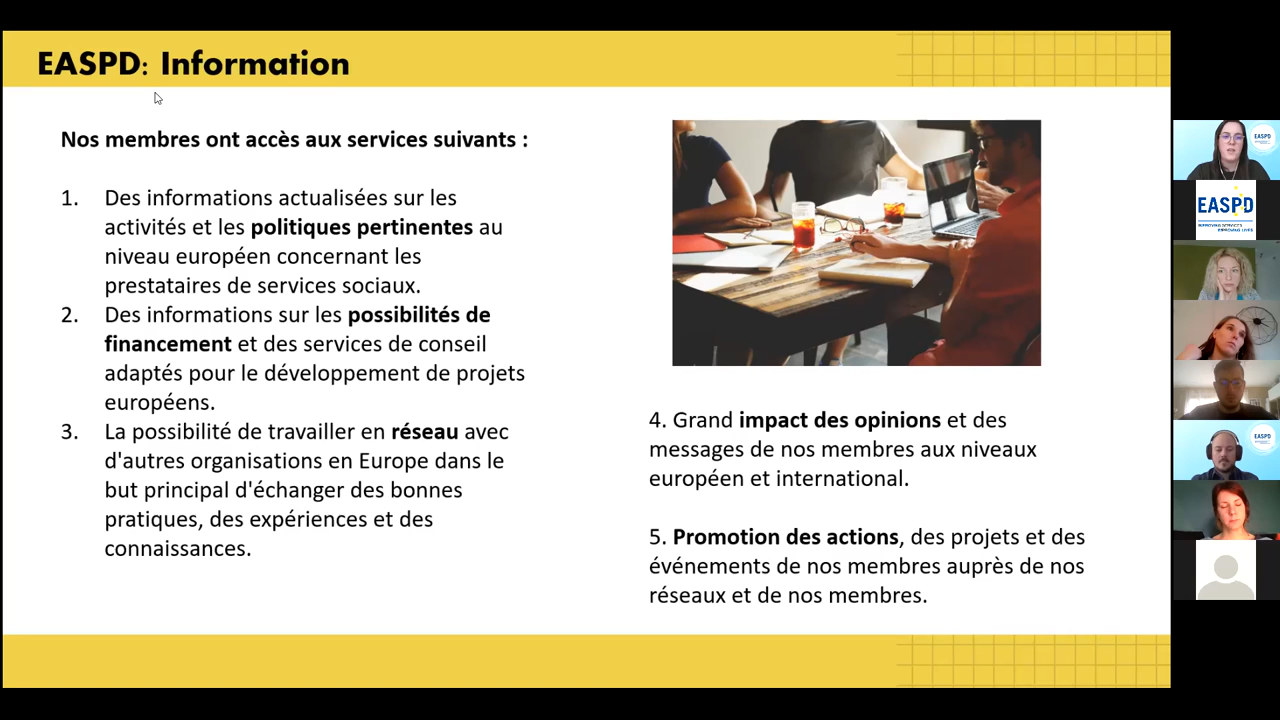 EASPD: Information
Nos membres ont accès aux services suivants :
1. Des informations actualisées sur les
activités et les politiques pertinentes au
niveau européen concernant les
prestataires de services sociaux.
2. Des informations sur les possibilités de
financement et des services de conseil
adaptés pour le développement de projets
européens.
3. La possibilité de travailler en réseau avec
d'autres organisations en Europe dans le
but principal d'échanger des bonnes
pratiques, des expériences et des
connaissances.
4. Grand impact des opinions et des
messages de nos membres aux niveaux
européen et international.
5. Promotion des actions, des projets et des
événements de nos membres auprès de nos
réseaux et de nos membres.
EASPD
EASPD
IMPROVING SERVICES
IMPROVING LIVES
EASPD